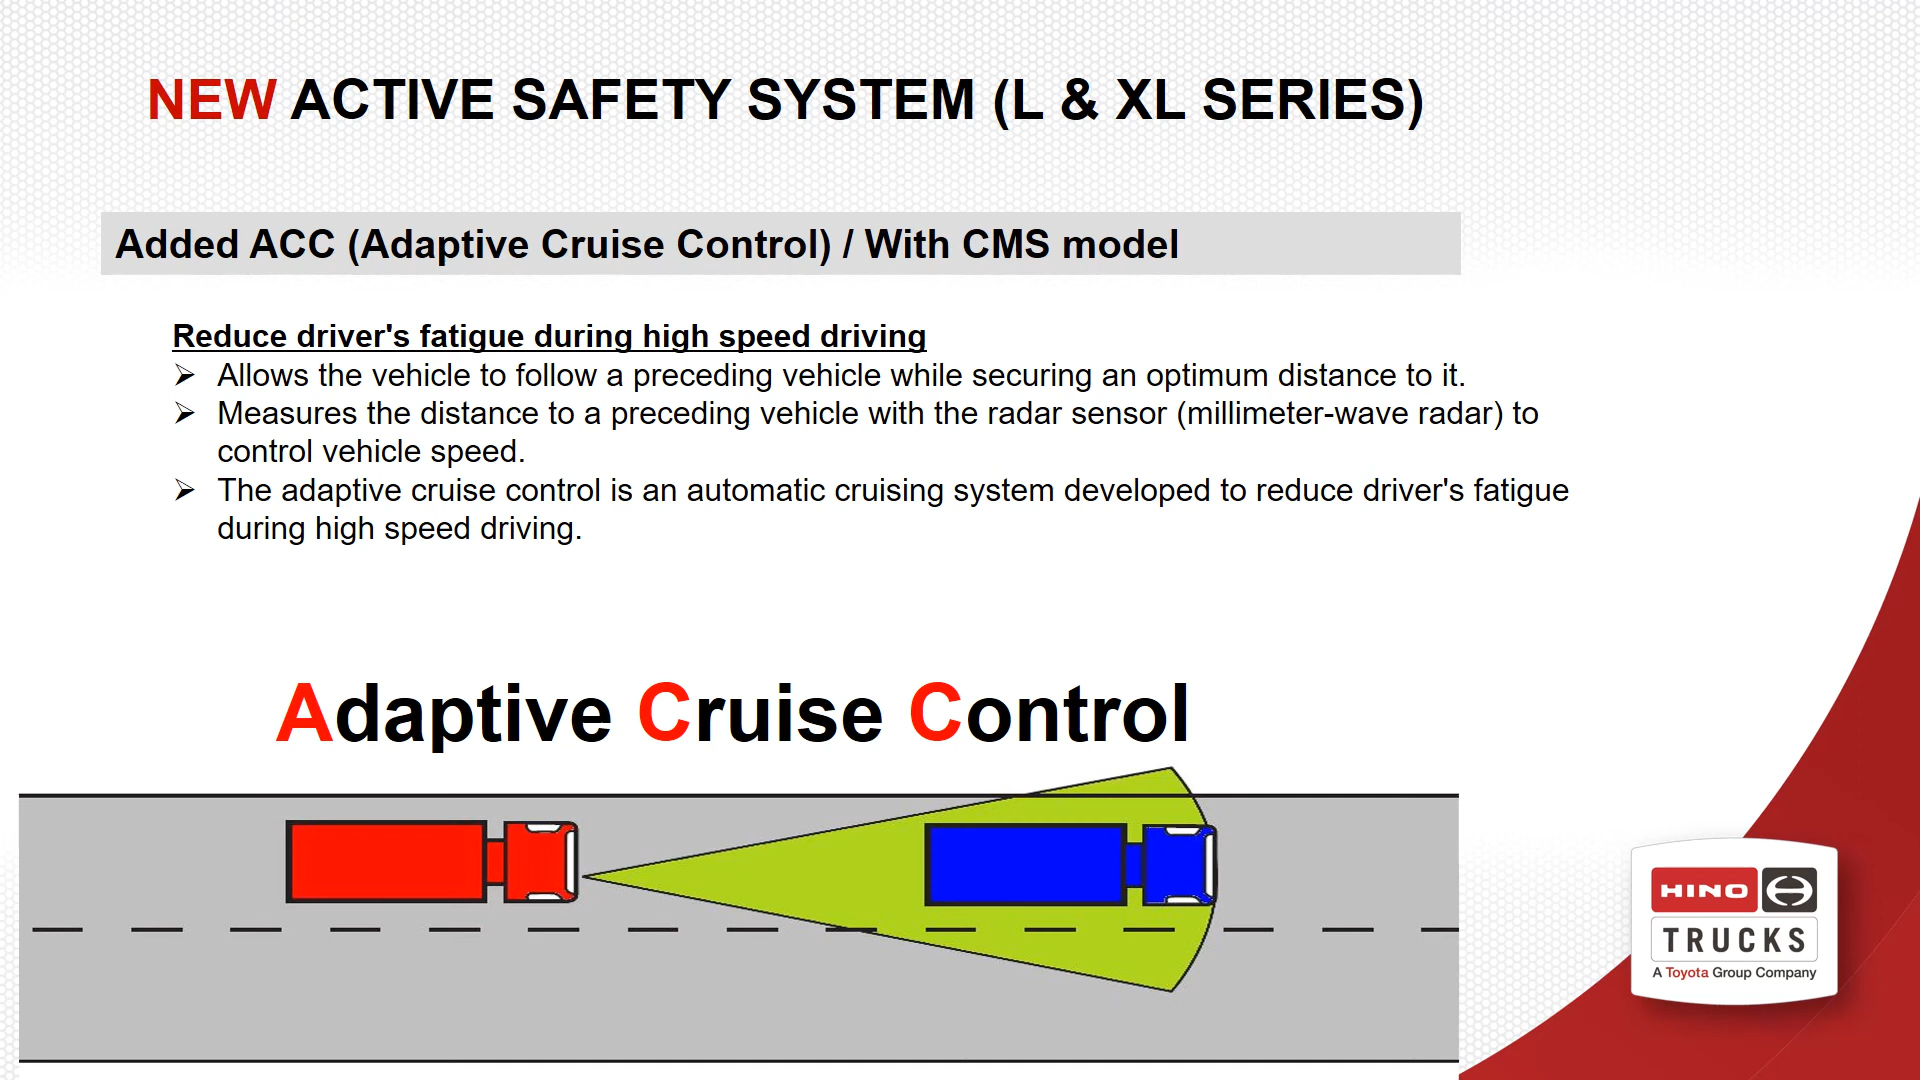 NEW ACTIVE SAFETY SYSTEM (L & XL SERIES)
Added ACC (Adaptive Cruise Control) / With CMS model
Reduce driver's fatigue during high speed driving
➢ Allows the vehicle to follow a preceding vehicle while securing an optimum distance to it.
➢ Measures the distance to a preceding vehicle with the radar sensor (millimeter-wave radar) to
control vehicle speed.
➢ The adaptive cruise control is an automatic cruising system developed to reduce driver's fatigue
during high speed driving.
Adaptive Cruise Control
HINO
TRUCKS
A Toyota Group Company